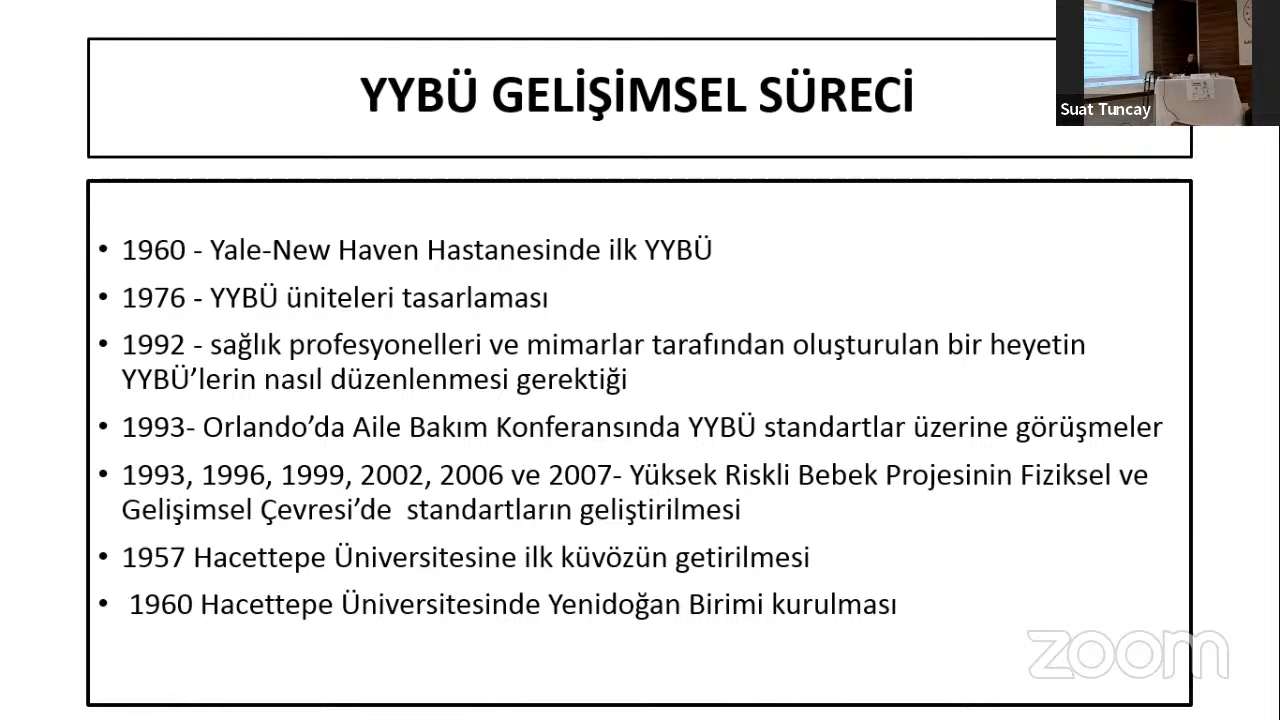 YYBÜ GELİŞİMSEL SÜRECİ
Suat Tuncay
• 1960 - Yale-New Haven Hastanesinde ilk YYBÜ
• 1976 - YYBÜ üniteleri tasarlaması
• 1992 - sağlık profesyonelleri ve mimarlar tarafından oluşturulan bir heyetin
YYBÜ’lerin nasıl düzenlenmesi gerektiği
• 1993- Orlando’da Aile Bakım Konferansında YYBÜ standartlar üzerine görüşmeler
• 1993, 1996, 1999, 2002, 2006 ve 2007- Yüksek Riskli Bebek Projesinin Fiziksel ve
Gelişimsel Çevresi’de standartların geliştirilmesi
• 1957 Hacettepe Üniversitesine ilk küvözün getirilmesi
• 1960 Hacettepe Üniversitesinde Yenidoğan Birimi kurulması
zoom